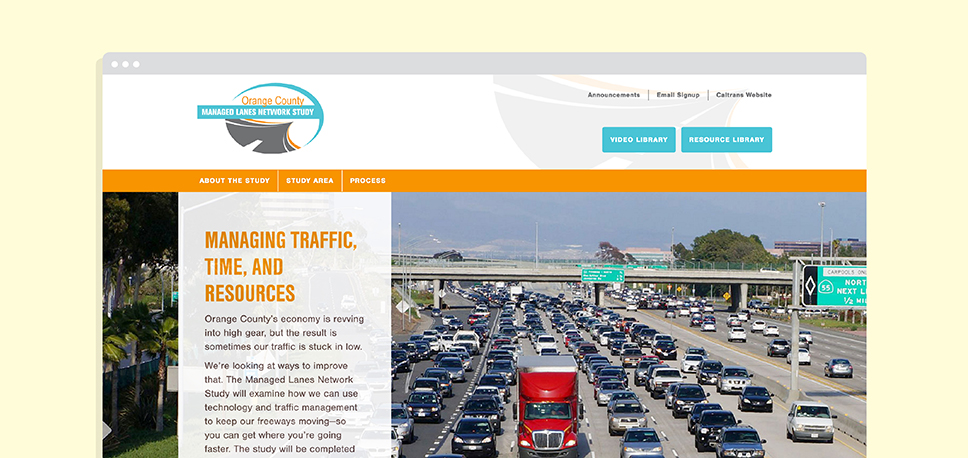 Orange County
MANAGED LANES NETWORK STUDY
Announcements
Email Signup
Caltrans Website
VIDEO LIBRARY
RESOURCE LIBRARY
ABOUT THE STUDY
STUDY AREA
PROCESS
MANAGING TRAFFIC,
TIME, AND
RESOURCES
Orange County's economy is revving
into high gear, but the result is
sometimes our traffic is stuck in low.
We're looking at ways to improve
that. The Managed Lanes Network
Study will examine how we can use
technology and traffic management
to keep our freeways moving—so
you can get where you're going
faster. The study will be completed
CARPOOLS ONLY
55
NORT
NEXT L
½ MI